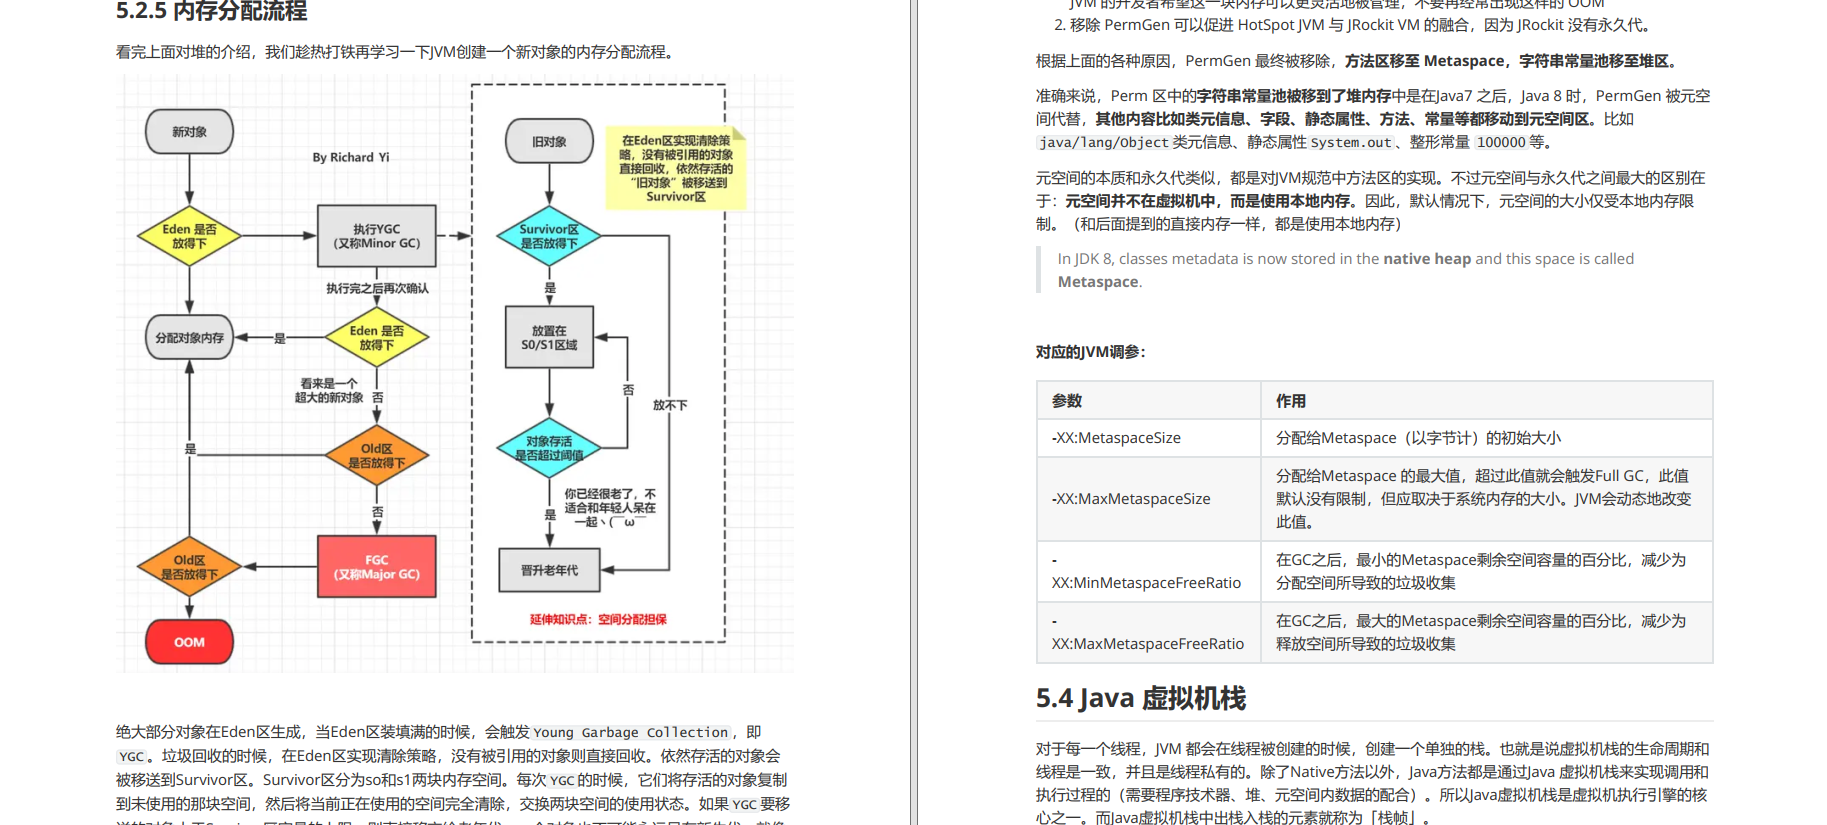 5.2.5 内存分配流程
看完上面对堆的介绍，我们趁热打铁再学习一下JVM创建一个新对象的内存分配流程。
新对象
By Richard Yi
Eden 是否
放得下
执行YGC
（又称Minor GC）
执行完之后再次确认
分配对象内存
是
Eden 是否
放得下
看来是一个
超大的新对象
否
是
Old区
是否放得下
否
Old区
是否放得下
FGC
（又称Major GC）
OOM
旧对象
在Eden区实现清除策
略，没有被引用的对象
直接回收，依然存活的
“旧对象”被移送到
Survivor区
Survivor区
是否放得下
是
放置在
S0/S1区域
否
放不下
对象存活
是否超过阈值
你已经很老了，不
适合和年轻人呆在
一起丶(￣ω￣
是
晋升老年代
延伸知识点：空间分配担保
绝大部分对象在Eden区生成，当Eden区装填满的时候，会触发 Young Garbage Collection，即
YGC。垃圾回收的时候，在Eden区实现清除策略，没有被引用的对象则直接回收。依然存活的对象会
被移送到Survivor区。Survivor区分为so和s1两块内存空间。每次 YGC 的时候，它们将存活的对象复制
到未使用的那块空间，然后将当前正在使用的空间完全清除，交换两块空间的使用状态。如果 YGC 要移
JVM 的开发者希望这一块内存可以更灵活地被管理，不要再经常出现这样的 OOM
2. 移除 PermGen 可以促进 HotSpot JVM 与 JRockit VM 的融合，因为 JRockit 没有永久代。
根据上面的各种原因，PermGen 最终被移除，方法区移至 Metaspace，字符串常量池移至堆区。
准确来说，Perm 区中的字符串常量池被移到了堆内存中是在Java7 之后，Java 8 时，PermGen 被元空
间代替，其他内容比如类元信息、字段、静态属性、方法、常量等都移动到元空间区。比如
java/lang/Object类元信息、静态属性System.out、整形常量 100000等。
元空间的本质和永久代类似，都是对JVM规范中方法区的实现。不过元空间与永久代之间最大的区别在
于：元空间并不在虚拟机中，而是使用本地内存。因此，默认情况下，元空间的大小仅受本地内存限
制。（和后面提到的直接内存一样，都是使用本地内存）
In JDK 8, classes metadata is now stored in the native heap and this space is called
Metaspace.
对应的JVM调参：
参数 作用
-XX:MetaspaceSize 分配给Metaspace（以字节计）的初始大小
-XX:MaxMetaspaceSize
分配给Metaspace 的最大值，超过此值就会触发Full GC，此值
默认没有限制，但应取决于系统内存的大小。JVM会动态地改变
此值。
-
XX:MinMetaspaceFreeRatio
在GC之后，最小的Metaspace剩余空间容量的百分比，减少为
分配空间所导致的垃圾收集
-
XX:MaxMetaspaceFreeRatio
在GC之后，最大的Metaspace剩余空间容量的百分比，减少为
释放空间所导致的垃圾收集
5.4 Java 虚拟机栈
对于每一个线程，JVM 都会在线程被创建的时候，创建一个单独的栈。也就是说虚拟机栈的生命周期和
线程是一致，并且是线程私有的。除了Native方法以外，Java方法都是通过Java 虚拟机栈来实现调用和
执行过程的（需要程序技术器、堆、元空间内数据的配合）。所以Java虚拟机栈是虚拟机执行引擎的核
心之一。而Java虚拟机栈中出栈入栈的元素就称为「栈帧」。